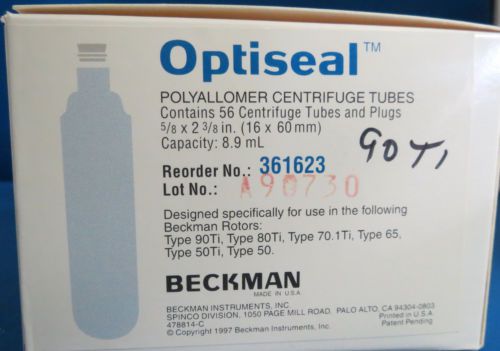 Optiseal™
POLYALLOMER CENTRIFUGE TUBES
Contains 56 Centrifuge Tubes and Plugs
5/8 x 2 3/8 in. (16 x 60 mm)
Capacity: 8.9 mL
90 Ti
Reorder No.: 361623
Lot No.: A90730
Designed specifically for use in the following
Beckman Rotors:
Type 90Ti, Type 80Ti, Type 70.1Ti, Type 65,
Type 50Ti, Type 50.
BECKMAN
MADE IN U.S.A.
BECKMAN INSTRUMENTS, INC.
SPINCO DIVISION, 1050 PAGE MILL ROAD, PALO ALTO, CA 94304-0803
478814-C
Printed in U.S.A.
© Copyright 1997 Beckman Instruments, Inc.
Patent Pending